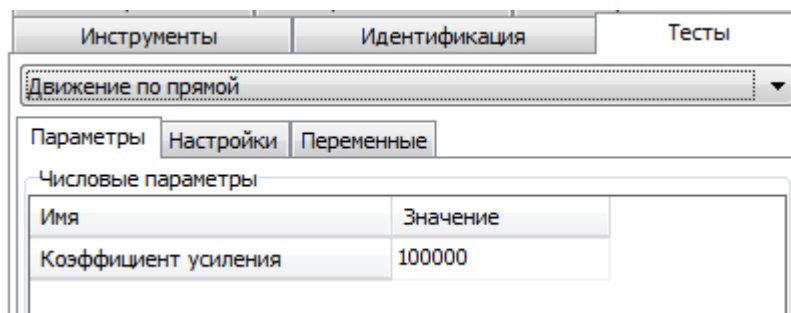 Инструменты Идентификация Тесты
Движение по прямой
Параметры Настройки Переменные
Числовые параметры
Имя Значение
Коэффициент усиления 100000